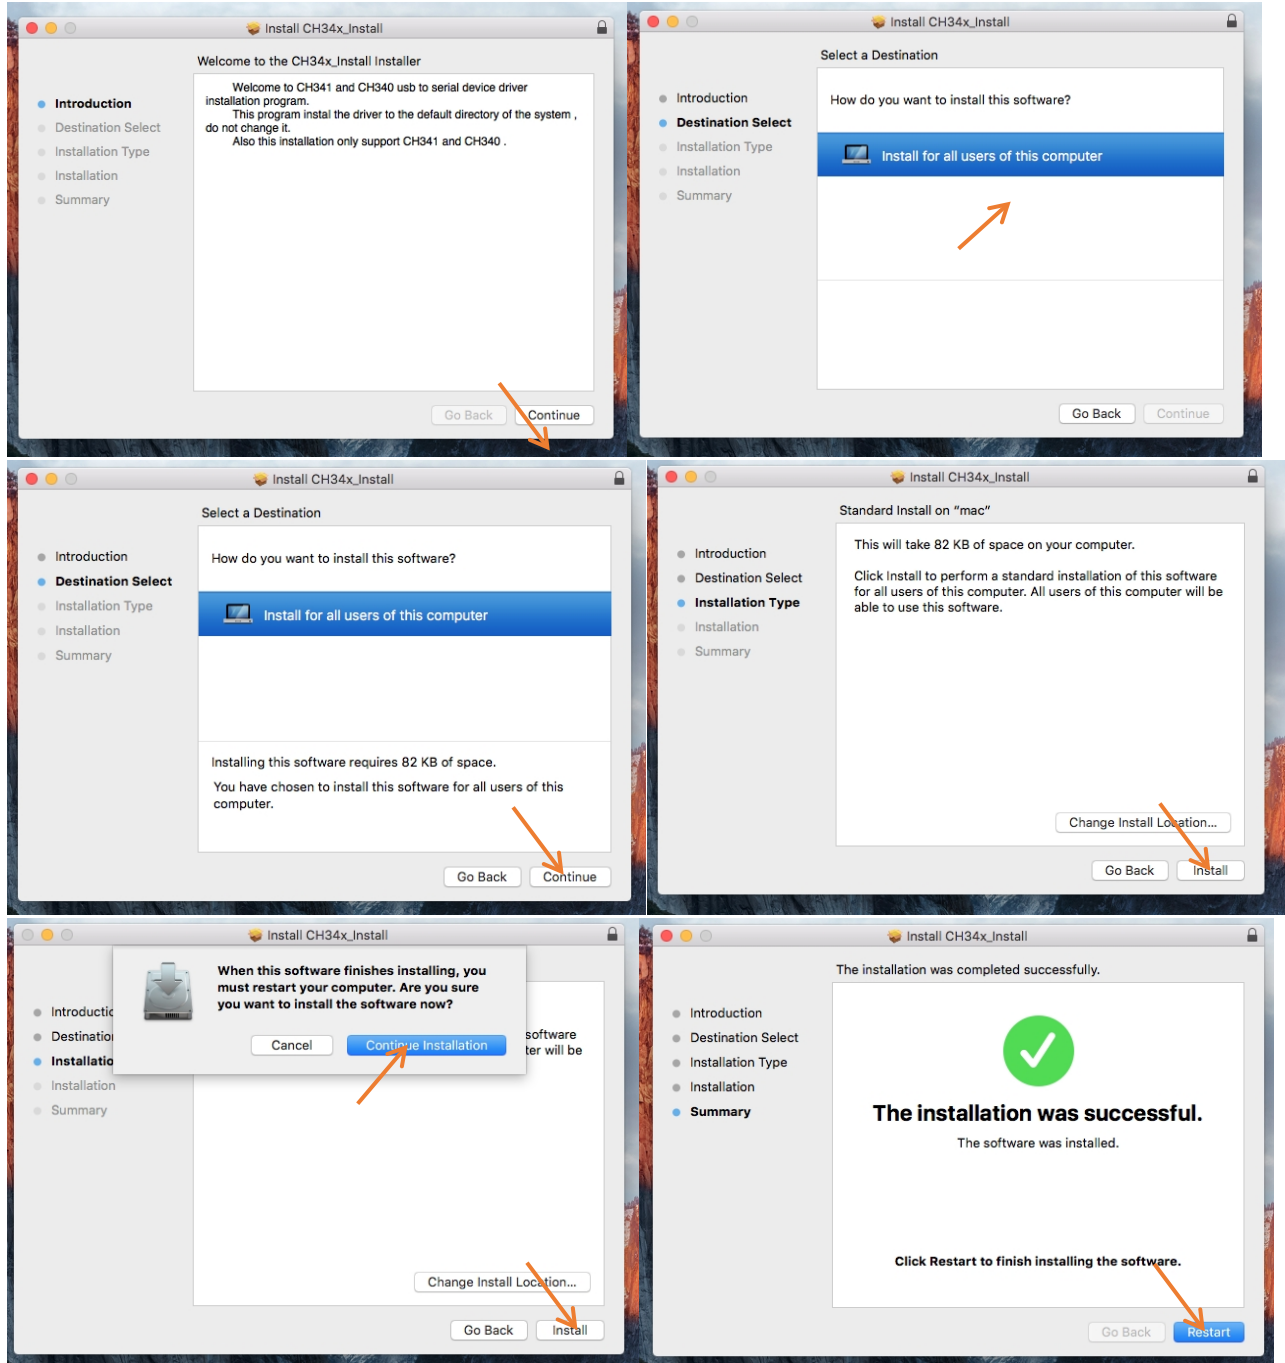 Install CH34x_Install
Welcome to the CH34x_Install Installer
Introduction
Destination Select
Installation Type
Installation
Summary
Welcome to CH341 and CH340 usb to serial device driver
installation program.
This program instal the driver to the default directory of the system ,
do not change it.
Also this installation only support CH341 and CH340 .
Go Back
Continue
Install CH34x_Install
Select a Destination
Introduction
Destination Select
Installation Type
Installation
Summary
How do you want to install this software?
Install for all users of this computer
Go Back
Continue
Install CH34x_Install
Select a Destination
Introduction
Destination Select
Installation Type
Installation
Summary
How do you want to install this software?
Install for all users of this computer
Installing this software requires 82 KB of space.
You have chosen to install this software for all users of this
computer.
Go Back
Continue
Install CH34x_Install
Standard Install on “mac”
Introduction
Destination Select
Installation Type
Installation
Summary
This will take 82 KB of space on your computer.
Click Install to perform a standard installation of this software
for all users of this computer. All users of this computer will be
able to use this software.
Change Install Location...
Go Back
Install
Install CH34x_Install
When this software finishes installing, you
must restart your computer. Are you sure
you want to install the software now?
Cancel
Continue Installation
Introductic
Destination
Installatio
Installation
Summary
software
ter will be
Change Install Location...
Go Back
Install
Install CH34x_Install
The installation was completed successfully.
Introduction
Destination Select
Installation Type
Installation
Summary
The installation was successful.
The software was installed.
Click Restart to finish installing the software.
Go Back
Restart